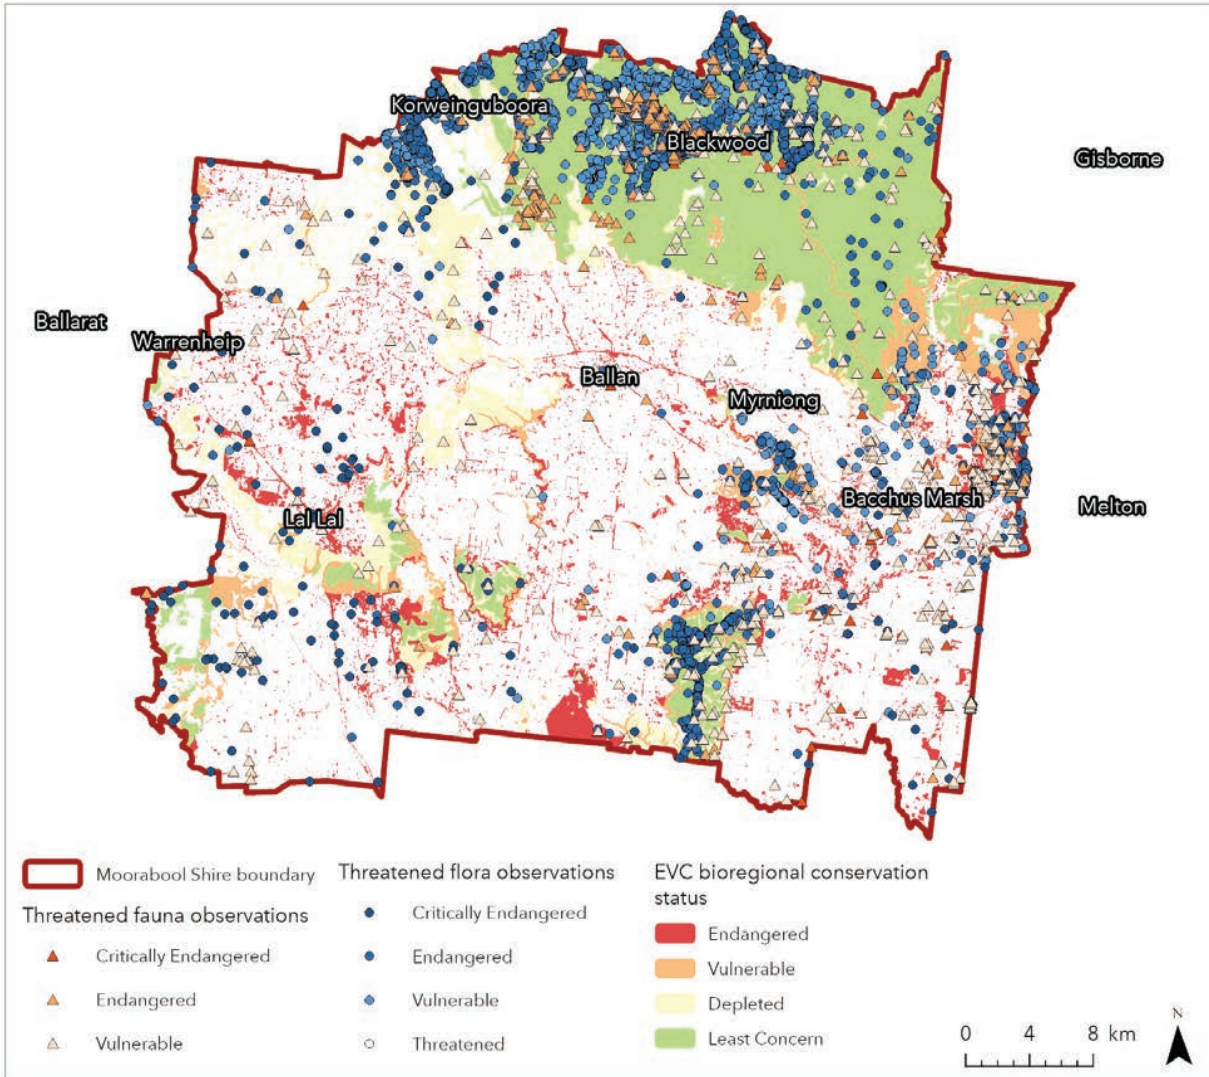 Korweinguboora
Blackwood
Gisborne
Ballarat
Warrenheip
Ballan
Myrniong
Bacchus Marsh
Melton
Lal Lal
Moorabool Shire boundary
Threatened fauna observations
Critically Endangered
Endangered
Vulnerable
Threatened flora observations
Critically Endangered
Endangered
Vulnerable
Threatened
EVC bioregional conservation
status
Endangered
Vulnerable
Depleted
Least Concern
0 4 8 km
N